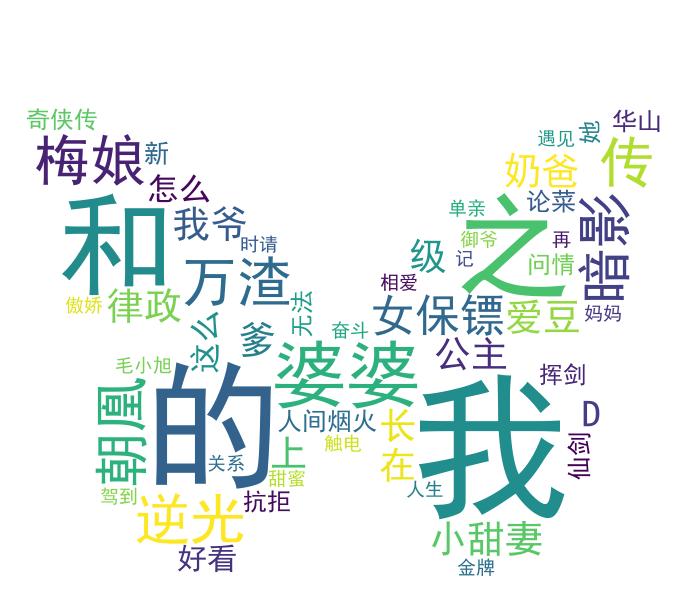 奇侠传
华山
她
遇见
梅娘
新
传
奶爸
怎么
论菜
和
我爷
单亲
之
暗影
时请
御爷
再
级
记
问情
万渣
相爱
傲娇
律政
无法
女保镖
爱豆
妈妈
这么
爹
奋斗
婆婆
公主
毛小旭
挥剑
的
我
朝凰
人间烟火
长
D
触电
上
关系
在
仙剑
甜蜜
人生
驾到
抗拒
逆光
小甜妻
好看
金牌